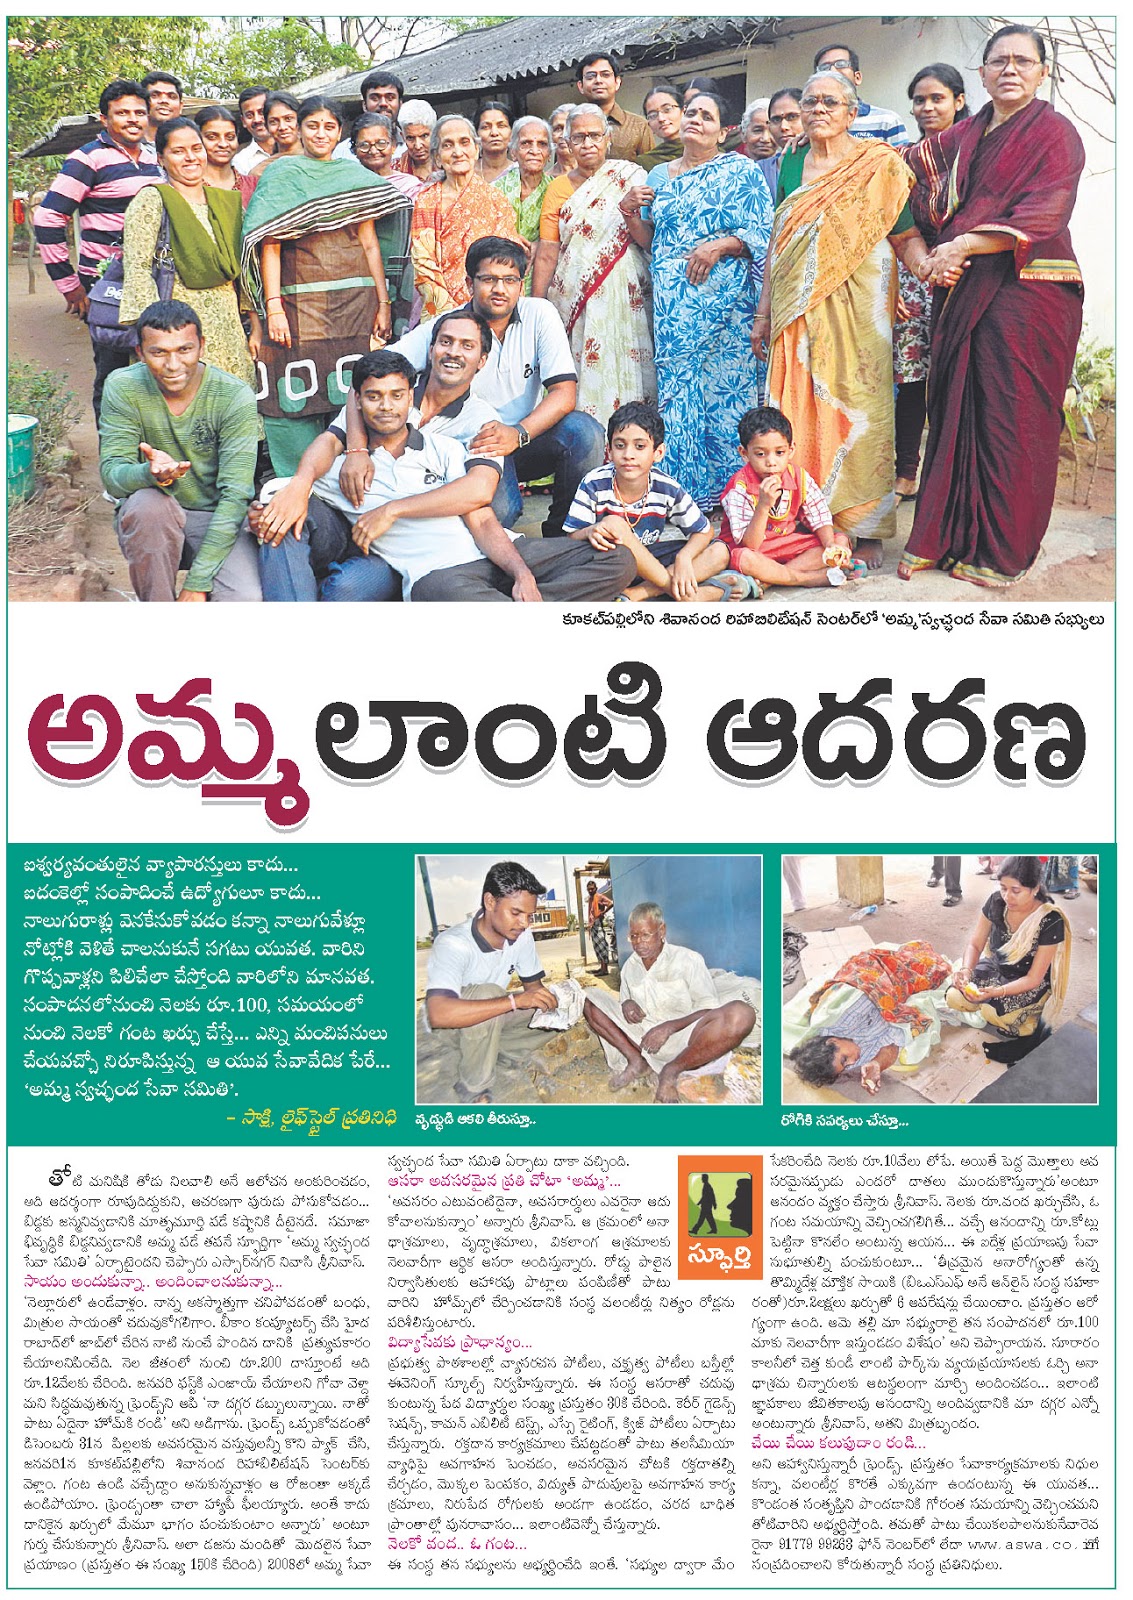 కూకట్‌పల్లిలోని శివానంద రిహాబిలిటేషన్ సెంటర్‌లో ‘అమ్మ’స్వచ్ఛంద సేవా సమితి సభ్యులు
అమ్మ లాంటి ఆదరణ
ఐశ్వర్యవంతులైన వ్యాపారస్తులు కాదు...
ఐదంకెల్లో సంపాదించే ఉద్యోగులూ కాదు...
నాలుగురాళ్లు వెనకేసుకోవడం కన్నా నాలుగువేళ్లూ
నోట్లోకి వెళితే చాలనుకునే సగటు యువత. వారిని
గొప్పవాళ్లని పిలిచేలా చేస్తోంది వారిలోని మానవత.
సంపాదనలోనుంచి నెలకు రూ.100, సమయంలో
నుంచి నెలకో గంట ఖర్చు చేస్తే... ఎన్ని మంచిపనులు
చేయవచ్చో నిరూపిస్తున్న ఆ యువ సేవావేదిక పేరే...
‘అమ్మ స్వచ్ఛంద సేవా సమితి’.
– సాక్షి, లైఫ్‌స్టైల్ ప్రతినిధి
వృద్ధుడి ఆకలి తీరుస్తూ..
రోగికి సపర్యలు చేస్తూ...
తోటి మనిషికి తోడు నిలవాలి అనే ఆలోచన అంకురించడం,
అది ఆదర్శంగా రూపుదిద్దుకుని, ఆచరణగా పురుడు పోసుకోవడం...
బిడ్డకు జన్మనివ్వడానికి మాతృమూర్తి పడే కష్టానికి దీటైనదే. సమాజా
భివృద్ధికి బిడ్డనివ్వడానికి అమ్మ పడే తపనే స్ఫూర్తిగా ‘అమ్మ స్వచ్ఛంద
సేవా సమితి’ ఏర్పాటైందని చెప్పారు ఎస్సార్‌నగర్ నివాసి శ్రీనివాస్.
సాయం అందుకున్నా.. అందించాలనుకున్నా...
‘నెల్లూరులో ఉండేవాళ్లం. నాన్న అకస్మాత్తుగా చనిపోవడంతో బంధు,
మిత్రుల సాయంతో చదువుకోగలిగాం. బీకాం కంప్యూటర్స్ చేసి హైద
రాబాద్‌లో జాబ్‌లో చేరిన నాటి నుంచే పొందిన దానికి ప్రత్యుపకారం
చేయాలనిపించేది. నెల జీతంలో నుంచి రూ.200 దాస్తూంటే అది
రూ.12వేలకు చేరింది. జనవరి ఫస్ట్‌కి ఎంజాయ్ చేయాలని గోవా వెళ్దా
మని సిద్ధమవుతున్న ఫ్రెండ్స్‌ని ఆపి ‘నా దగ్గర డబ్బులున్నాయి. నాతో
పాటు ఏదైనా హోమ్‌కి రండి’ అని అడిగాను. ఫ్రెండ్స్ ఒప్పుకోవడంతో
డిసెంబరు 31న పిల్లలకు అవసరమైన వస్తువులన్నీ కొని ప్యాక్ చేసి,
జనవరి1న కూకట్‌పల్లిలోని శివానంద రిహాబిలిటేషన్ సెంటర్‌కు
వెళ్లాం. గంట ఉండి వచ్చేద్దాం అనుకున్నవాళ్లం ఆ రోజంతా అక్కడే
ఉండిపోయాం. ఫ్రెండ్సంతా చాలా హ్యాపీ ఫీలయ్యారు. అంతే కాదు
దానికైన ఖర్చులో మేమూ భాగం పంచుకుంటాం అన్నారు’ అంటూ
గుర్తు చేసుకున్నారు శ్రీనివాస్. అలా డజను మందితో మొదలైన సేవా
ప్రయాణం (ప్రస్తుతం ఈ సంఖ్య 150కి చేరింది) 2008లో అమ్మ సేవా
స్వచ్ఛంద సేవా సమితి ఏర్పాటు దాకా వచ్చింది.
ఆసరా అవసరమైన ప్రతి చోటా ‘అమ్మ’...
‘అవసరం ఎటువంటిదైనా, అవసరార్థులు ఎవరైనా ఆదు
కోవాలనుకున్నాం’ అన్నారు శ్రీనివాస్. ఆ క్రమంలో అనా
థాశ్రమాలు, వృద్ధాశ్రమాలు, వికలాంగ ఆశ్రమాలకు
నెలవారీగా ఆర్థిక ఆసరా అందిస్తున్నారు. రోడ్డు పాలైన
నిర్వాసితులకు ఆహారపు పొట్లాలు పంపిణీతో పాటు
వారిని హోమ్స్‌లో చేర్పించడానికి సంస్థ వలంటీర్లు నిత్యం రోడ్లను
పరిశీలిస్తుంటారు.
విద్యాసేవకు ప్రాధాన్యం...
ప్రభుత్వ పాఠశాలల్లో వ్యాసరచన పోటీలు, వక్తృత్వ పోటీలు బస్తీల్లో
ఈవెనింగ్ స్కూల్స్ నిర్వహిస్తున్నారు. ఈ సంస్థ ఆసరాతో చదువు
కుంటున్న పేద విద్యార్థుల సంఖ్య ప్రస్తుతం 30కి చేరింది. కెరీర్ గైడెన్స్
సెషన్స్, కామన్ ఎబిలిటీ టెస్ట్స్, ఎస్సే రైటింగ్, క్విజ్ పోటీలు ఏర్పాటు
చేస్తున్నారు. రక్తదాన కార్యక్రమాలు చేపట్టడంతో పాటు తలసీమియా
వ్యాధిపై అవగాహన పెంచడం, అవసరమైన చోటకి రక్తదాతల్ని
చేర్చడం, మొక్కల పెంపకం, విద్యుత్ పొదుపులపై అవగాహన కార్య
క్రమాలు, నిరుపేద రోగులకు అండగా ఉండడం, వరద బాధిత
ప్రాంతాల్లో పునరావాసం... ఇలాంటివెన్నో చేస్తున్నారు.
నెలకో వంద.. ఓ గంట...
ఈ సంస్థ తన సభ్యులను అభ్యర్థించేది ఇంతే. ‘సభ్యుల ద్వారా మేం
స్ఫూర్తి
సేకరించేది నెలకు రూ.10వేలు లోపే. అయితే పెద్ద మొత్తాలు అవ
సరమైనప్పుడు ఎందరో దాతలు ముందుకొస్తున్నారు’అంటూ
ఆనందం వ్యక్తం చేస్తారు శ్రీనివాస్. నెలకు రూ.వంద ఖర్చుచేసి, ఓ
గంట సమయాన్ని వెచ్చించగలిగితే... వచ్చే ఆనందాన్ని రూ.కోట్లు
పెట్టినా కొనలేం అంటున్న ఆయన... ఈ ఐదేళ్ల ప్రయాణపు సేవా
నుభూతుల్ని పంచుకుంటూ... ‘తీవ్రమైన అనారోగ్యంతో ఉన్న
తొమ్మిదేళ్ల మౌక్తిక సాయికి (బిఎస్ఎఫ్ అనే ఆన్‌లైన్ సంస్థ సహకా
రంతో)రూ.2లక్షలు ఖర్చుతో 6 ఆపరేషన్లు చేయించాం. ప్రస్తుతం ఆరో
గ్యంగా ఉంది. ఆమె తల్లి మా సభ్యురాలై తన సంపాదనలో రూ.100
మాకు నెలవారీగా ఇస్తుండడం విశేషం’ అని చెప్పారాయన. సూరారం
కాలనీలో చెత్త కుండీ లాంటి పార్క్‌ను వ్యయప్రయాసలకు ఓర్చి అనా
థాశ్రమ చిన్నారులకు ఆటస్థలంగా మార్చి అందించడం... ఇలాంటి
జ్ఞాపకాలు జీవితకాలపు ఆనందాన్ని అందివ్వడానికి మా దగ్గర ఎన్నో
అంటున్నారు శ్రీనివాస్, అతని మిత్రబృందం.
చేయి చేయి కలుపుదాం రండి...
అని ఆహ్వానిస్తున్నారీ ఫ్రెండ్స్. ప్రస్తుతం సేవాకార్యక్రమాలకు నిధుల
కన్నా, వలంటీర్ల కొరతే ఎక్కువగా ఉందంటున్న ఈ యువత...
కొండంత సంతృప్తిని పొందడానికి గోరంత సమయాన్ని వెచ్చించమని
తోటివారిని అభ్యర్థిస్తోంది. తమతో పాటు చేయికలపాలనుకునేవారెవ
రైనా 91779 99263 ఫోన్ నెంబర్‌లో లేదా www.aswa.co.inలో
సంప్రదించాలని కోరుతున్నారీ సంస్థ ప్రతినిధులు.